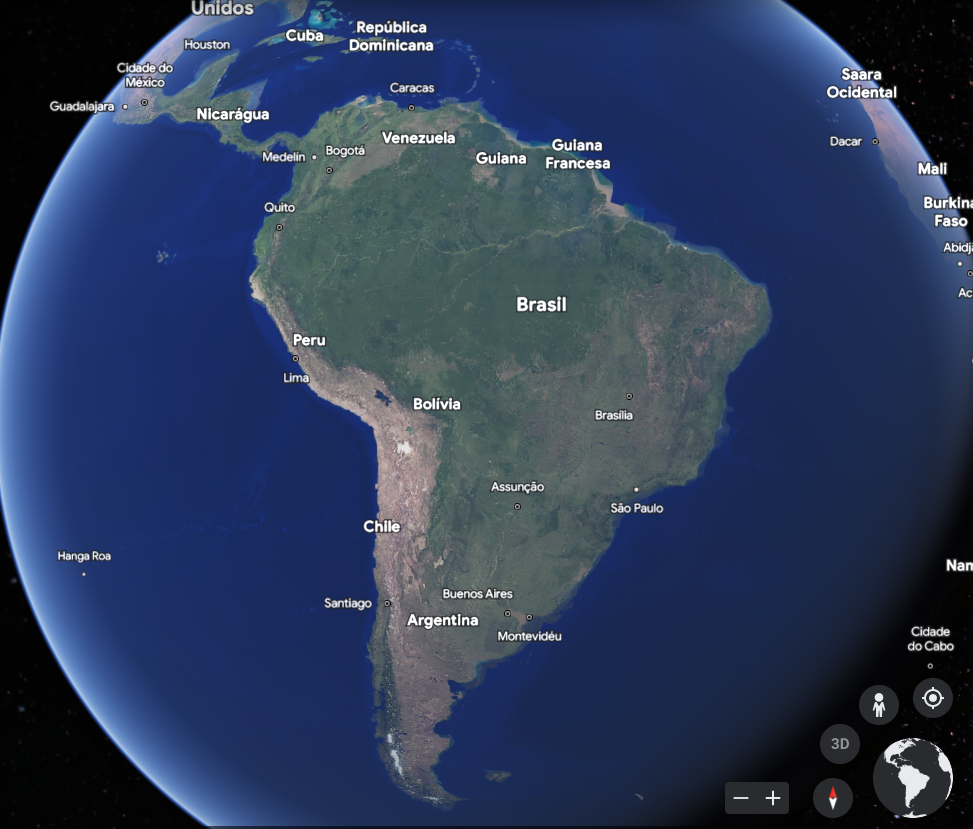 Unidos
Cuba
República
Dominicana
Houston
Cidade do
México
Guadalajara
Nicarágua
Caracas
Saara
Ocidental
Venezuela
Dacar
Medelín
Bogotá
Guiana
Guiana
Francesa
Mali
Quito
Burkina
Faso
Abidj
Ac
Brasil
Peru
Lima
Bolívia
Brasília
Assunção
São Paulo
Chile
Hanga Roa
Nam
Buenos Aires
Santiago
Argentina
Montevidéu
Cidade
do Cabo
3D